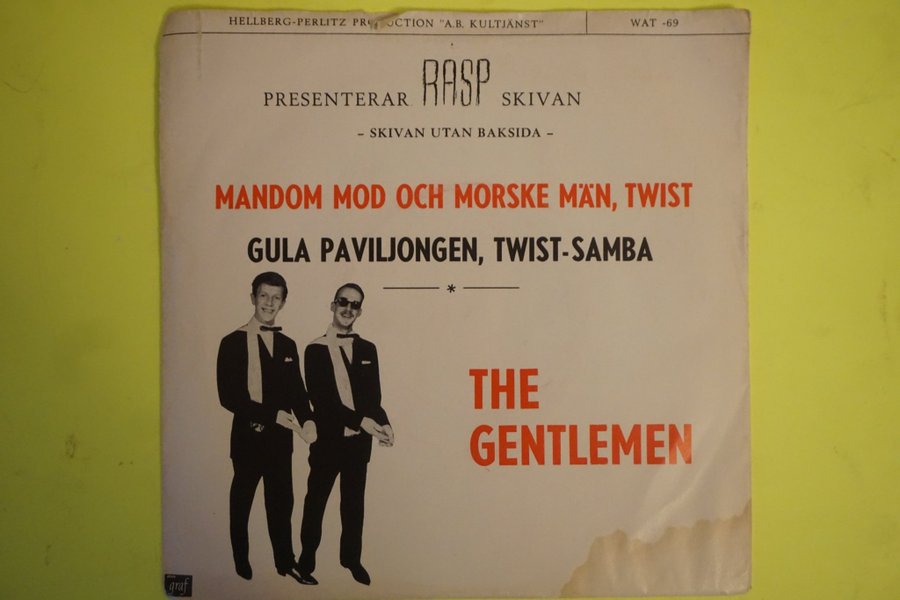 HELLBERG-PERLITZ PRODUCTION "A.B. KULTJÄNST" WAT -69
PRESENTERAR RASP SKIVAN
– SKIVAN UTAN BAKSIDA –
MANDOM MOD OCH MORSKE MÄN, TWIST
GULA PAVILJONGEN, TWIST-SAMBA
*
THE
GENTLEMEN
graf